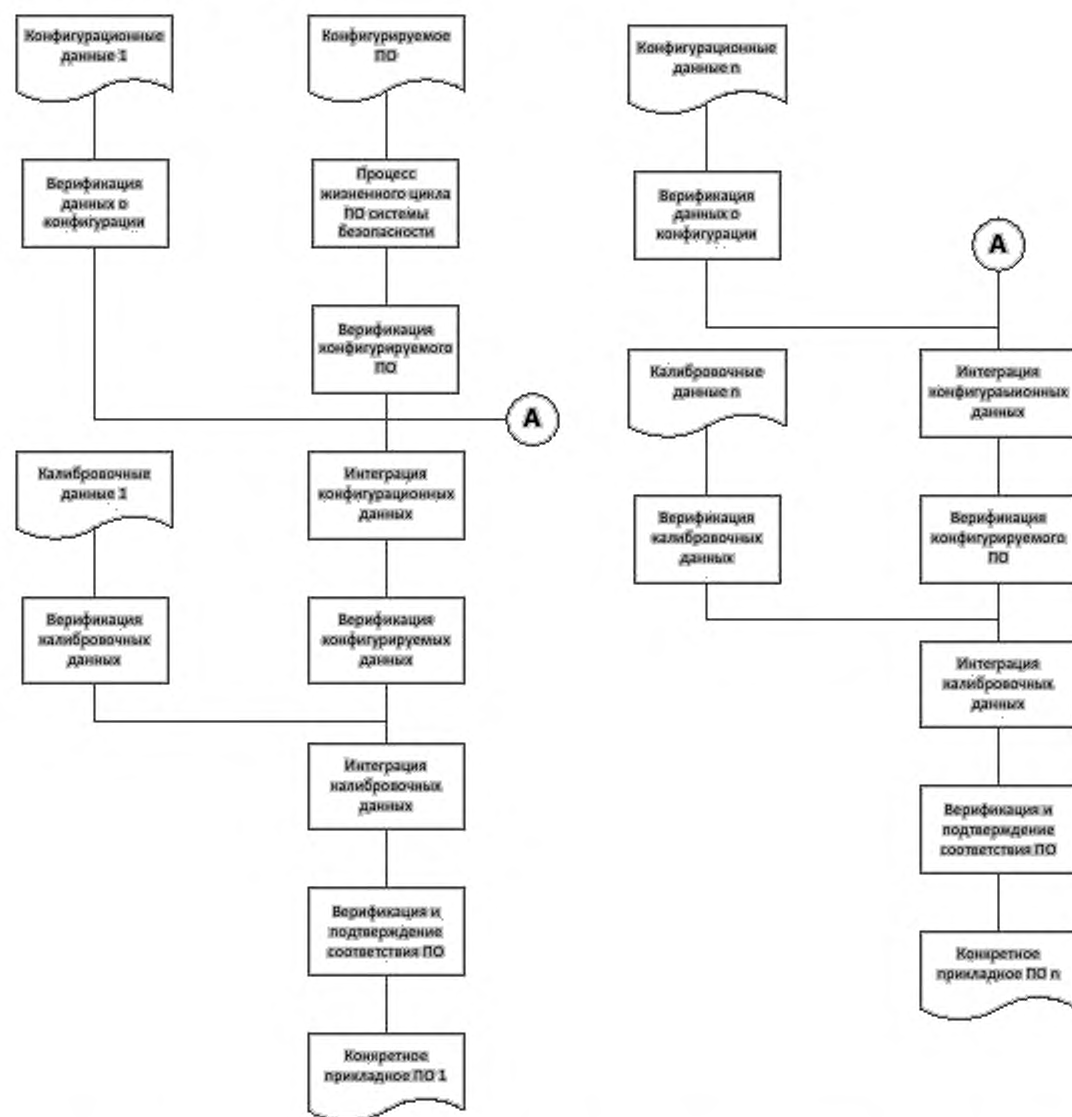 Конфигурационные
данные 1
Конфигурируемое
ПО
Верификация
данных о
конфигурации
Процесс
жизненного цикла
ПО системы
безопасности
Верификация
конфигурируемого
ПО
А
Калибровочные
данные 1
Интеграция
конфигурационных
данных
Верификация
калибровочных
данных
Верификация
конфигурируемых
данных
Интеграция
калибровочных
данных
Верификация и
подтверждение
соответствия ПО
Конкретное
прикладное ПО 1
Конфигурационные
данные n
Верификация
данных о
конфигурации
А
Калибровочные
данные n
Интеграция
конфигураыионных
данных
Верификация
калибровочных
данных
Верификация
конфигурируемого
ПО
Интеграция
калибровочных
данных
Верификация и
подтверждение
соответствия ПО
Конкретное
прикладное ПО n